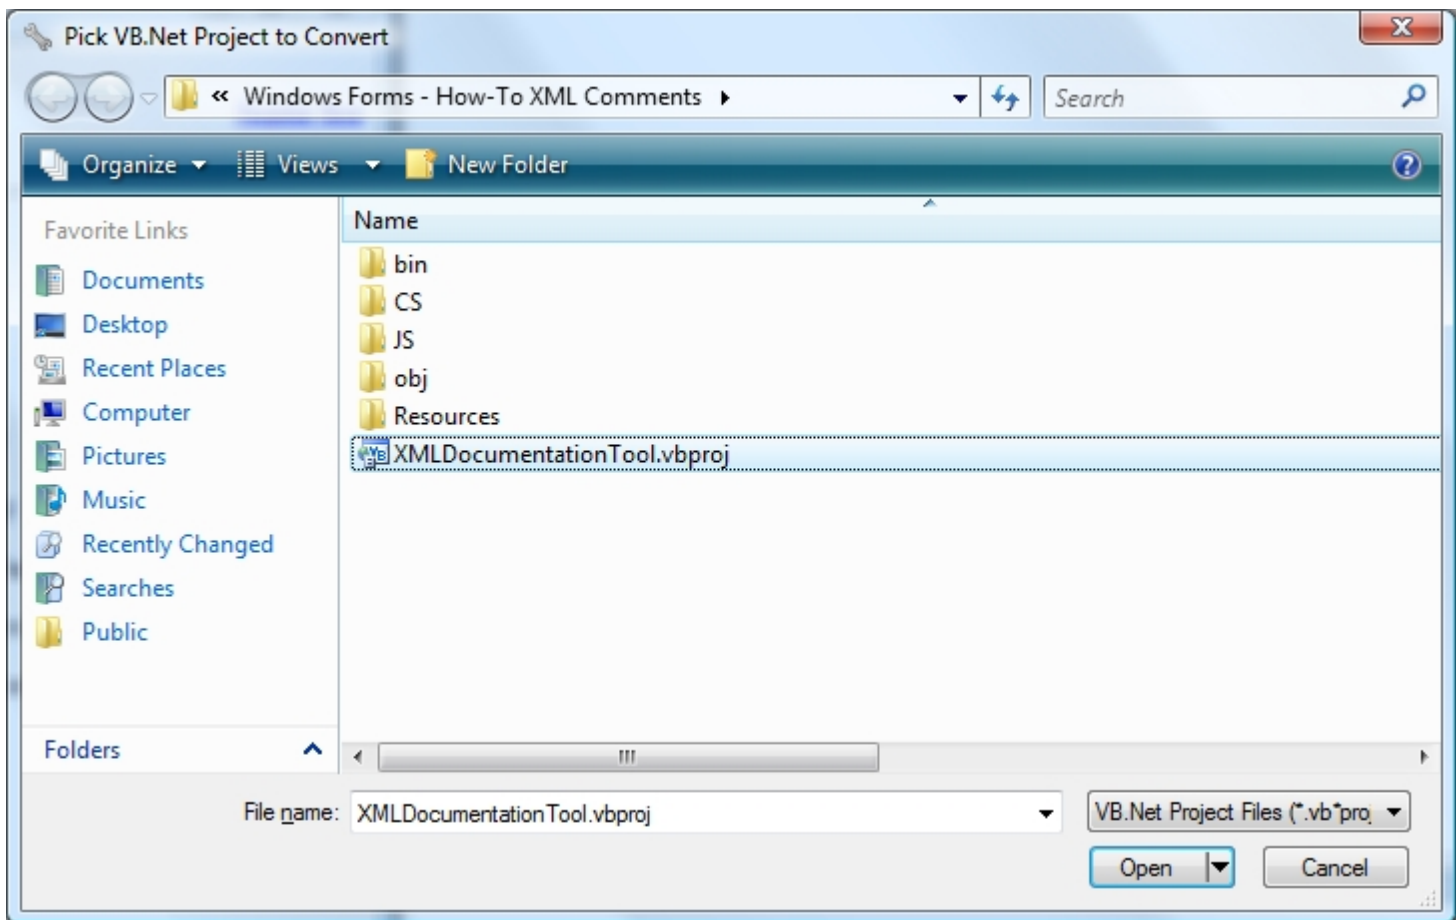 Pick VB.Net Project to Convert
« Windows Forms - How-To XML Comments
Search
Organize
Views
New Folder
?
Favorite Links
Documents
Desktop
Recent Places
Computer
Pictures
Music
Recently Changed
Searches
Public
Folders
Name
bin
CS
JS
obj
Resources
XMLDocumentationTool.vbproj
File name: XMLDocumentationTool.vbproj
VB.Net Project Files (*.vb*proj
Open
Cancel